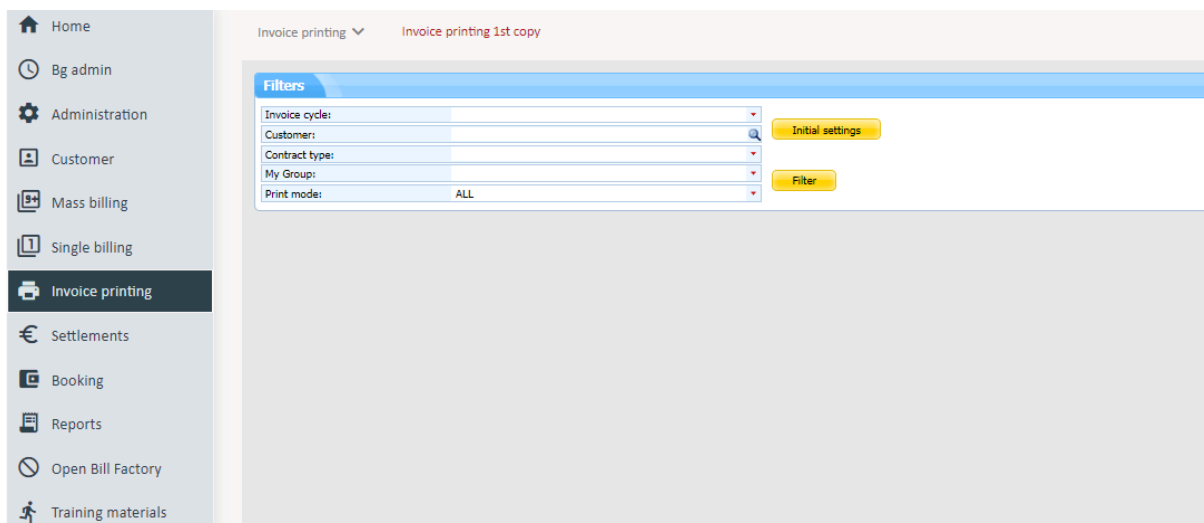 Home
Bg admin
Administration
Customer
9+
Mass billing
1
Single billing
Invoice printing
€ Settlements
Booking
Reports
Open Bill Factory
Training materials
Invoice printing
Invoice printing 1st copy
Filters
Invoice cycle:
Customer:
Contract type:
My Group:
Print mode: ALL
Initial settings
Filter